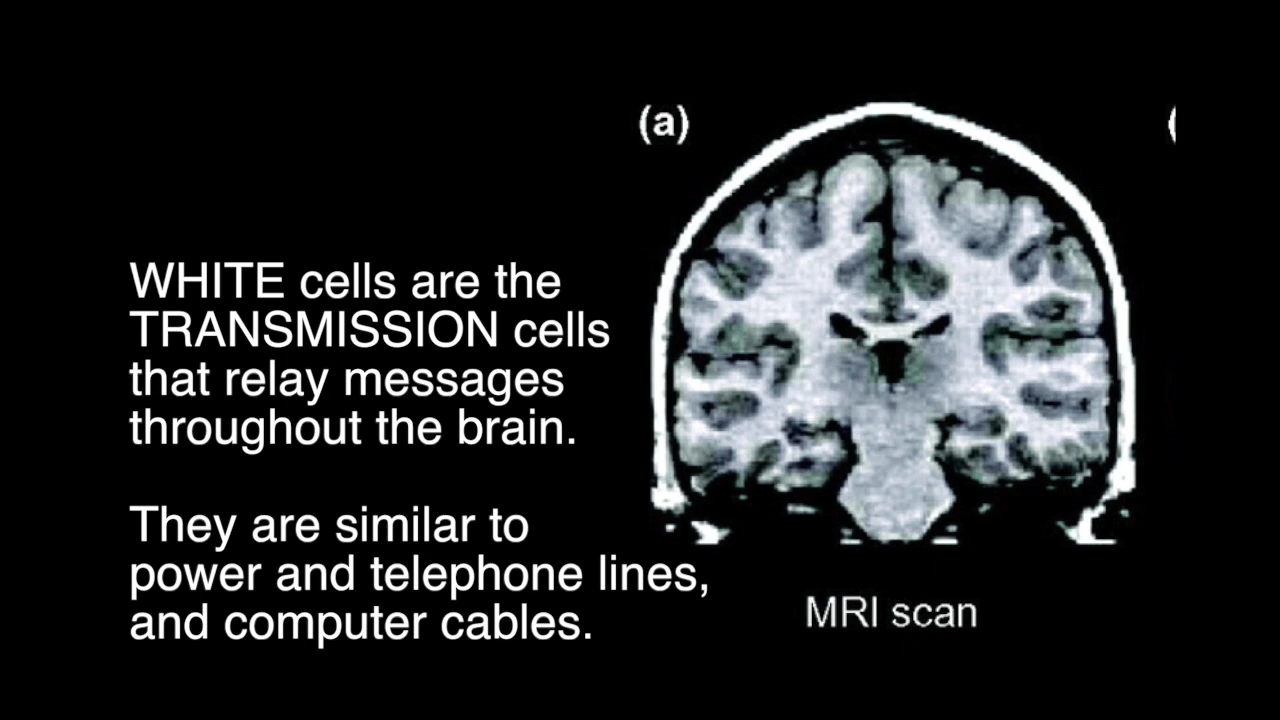 WHITE cells are the
TRANSMISSION cells
that relay messages
throughout the brain.
They are similar to
power and telephone lines,
and computer cables.
(a)
(
MRI scan